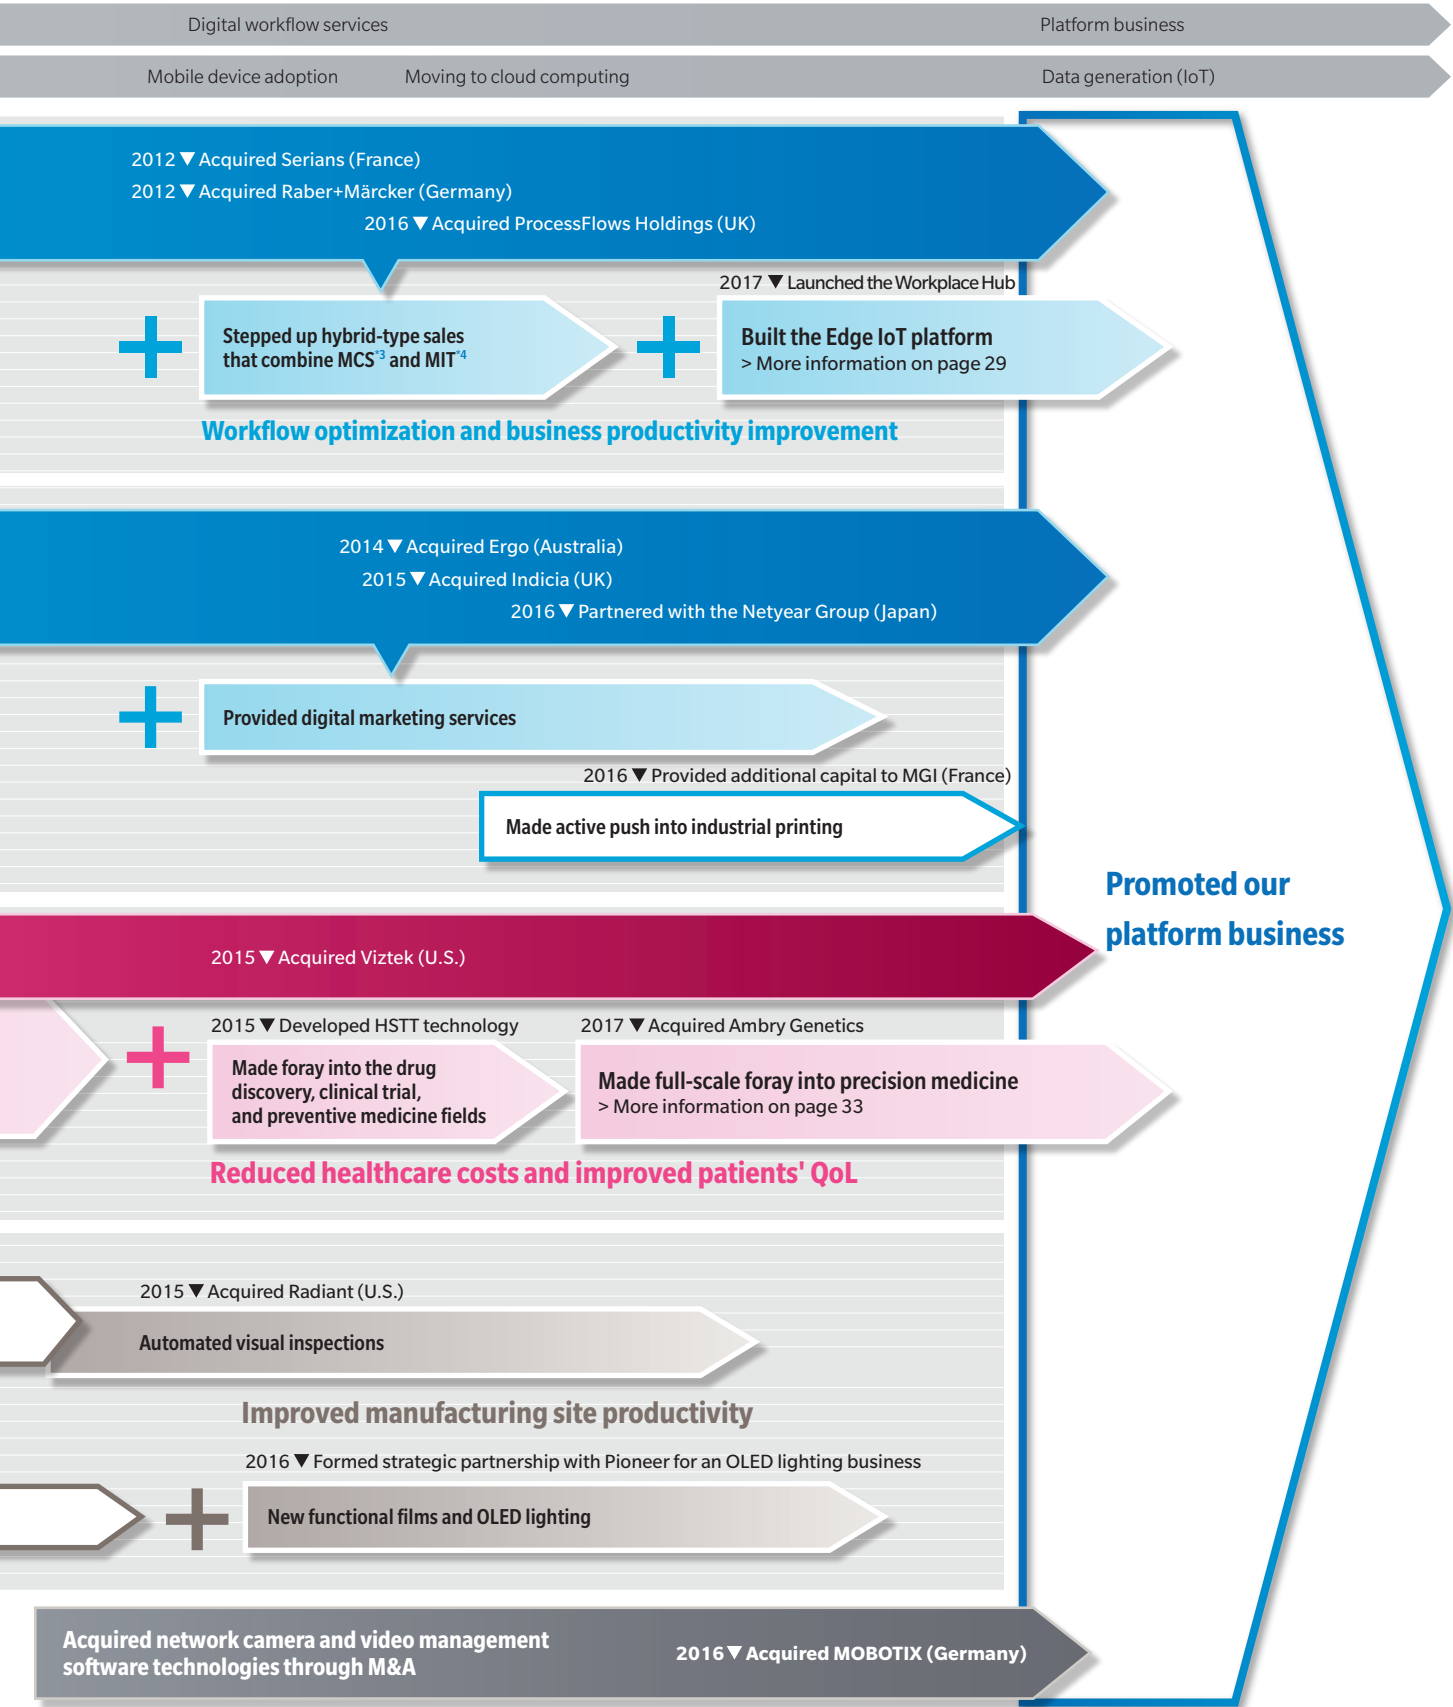 Digital workflow services
Platform business
Mobile device adoption
Moving to cloud computing
Data generation (IoT)
2012 ▼ Acquired Serians (France)
2012 ▼ Acquired Raber+Märcker (Germany)
2016 ▼ Acquired ProcessFlows Holdings (UK)
2017 ▼ Launched the Workplace Hub
Stepped up hybrid-type sales
that combine MCS*3 and MIT*4
Built the Edge IoT platform
> More information on page 29
Workflow optimization and business productivity improvement
2014 ▼ Acquired Ergo (Australia)
2015 ▼ Acquired Indicia (UK)
2016 ▼ Partnered with the Netyear Group (Japan)
Provided digital marketing services
2016 ▼ Provided additional capital to MGI (France)
Made active push into industrial printing
Promoted our
platform business
2015 ▼ Acquired Viztek (U.S.)
2015 ▼ Developed HSTT technology
Made foray into the drug
discovery, clinical trial,
and preventive medicine fields
2017 ▼ Acquired Ambry Genetics
Made full-scale foray into precision medicine
> More information on page 33
Reduced healthcare costs and improved patients' QoL
2015 ▼ Acquired Radiant (U.S.)
Automated visual inspections
Improved manufacturing site productivity
2016 ▼ Formed strategic partnership with Pioneer for an OLED lighting business
New functional films and OLED lighting
Acquired network camera and video management
software technologies through M&A
2016 ▼ Acquired MOBOTIX (Germany)